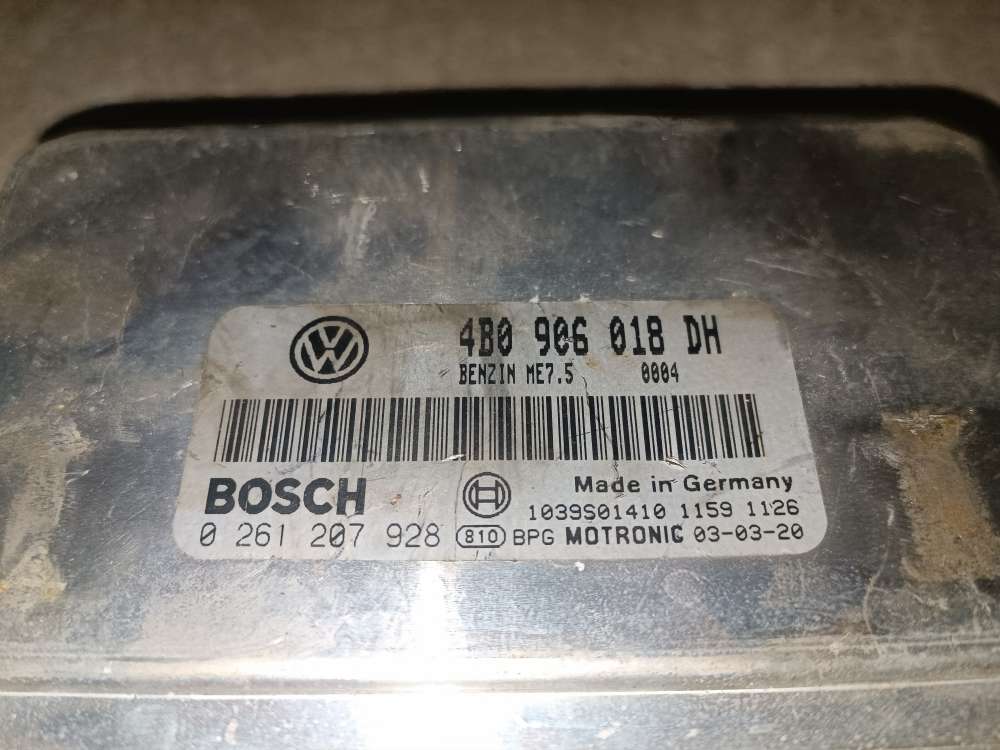 4B0 906 018 DH
BENZIN ME7.5 0004
BOSCH
Made in Germany
1039S01410 1159 1126
0 261 207 928 810 BPG MOTRONIC 03-03-20